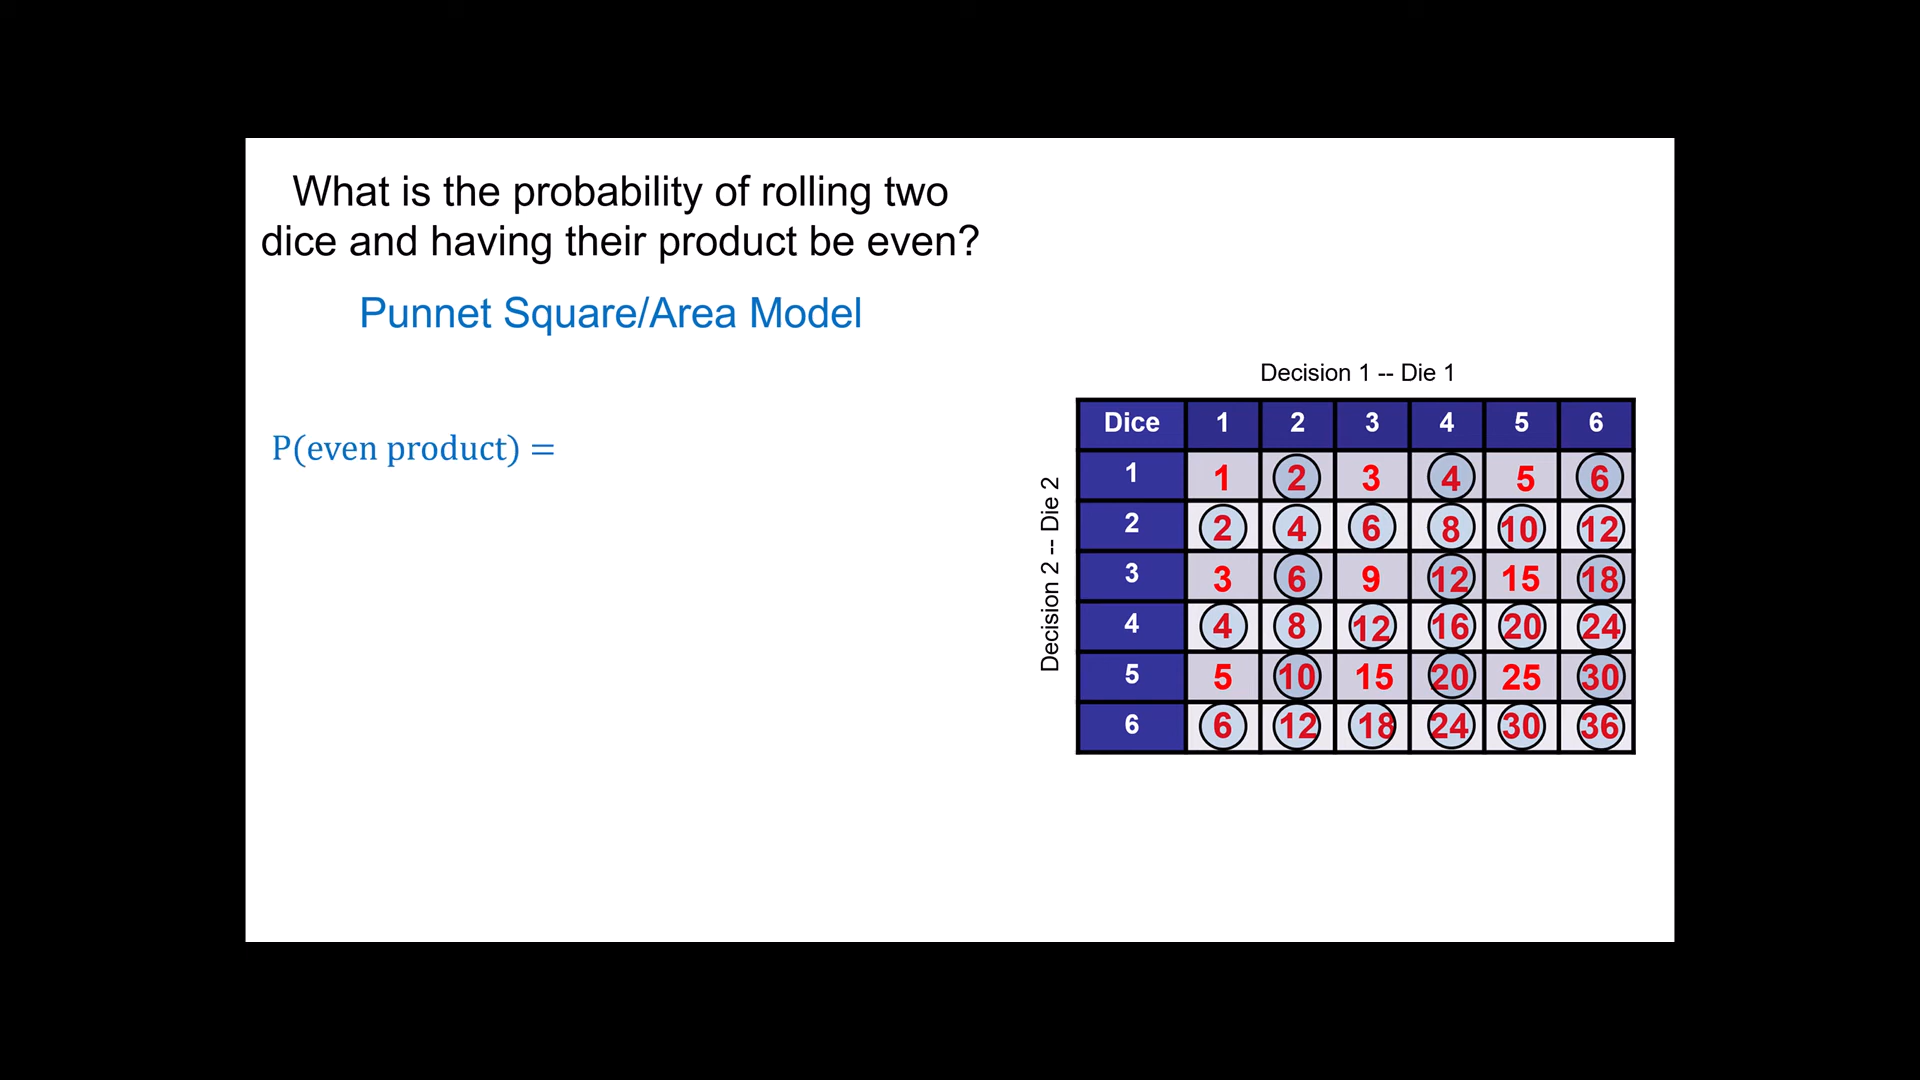 What is the probability of rolling two
dice and having their product be even?
Punnet Square/Area Model
P(even product) =
Decision 1 -- Die 1
Decision 2 -- Die 2
Dice 1 2 3 4 5 6
1 1 2 3 4 5 6
2 2 4 6 8 10 12
3 3 6 9 12 15 18
4 4 8 12 16 20 24
5 5 10 15 20 25 30
6 6 12 18 24 30 36